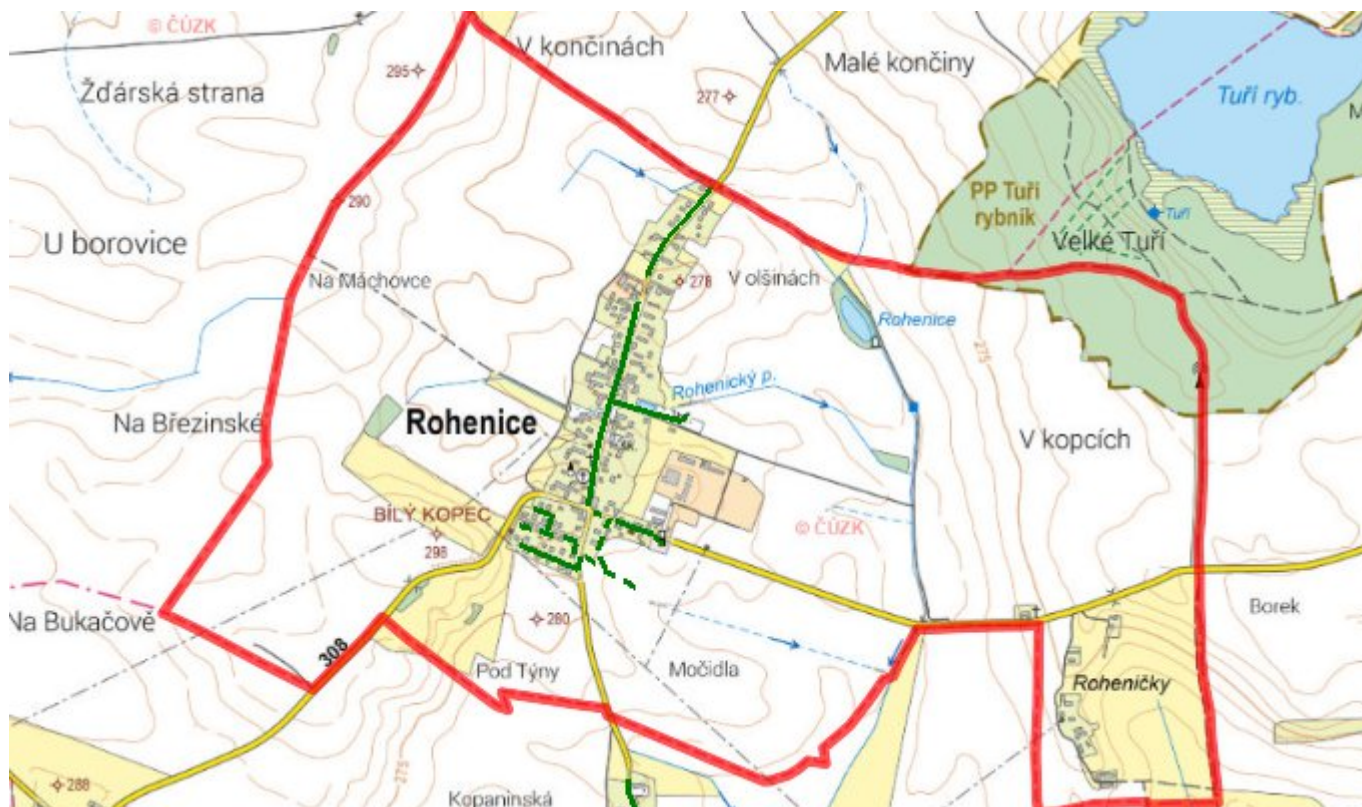 © ČÚZK
V končinách
295
Malé končiny
Žďárská strana
277
Tuří ryb.
PP Tuří
rybník
290
Tuří
U borovice
Velké Tuří
Na Máchovce
278
V olšinách
Rohenice
275
Rohenický p.
Na Březinské
Rohenice
V kopcích
BÍLÝ KOPEC
© ČÚZK
298
Na Bukačově
280
Borek
308
Pod Týny
Močidla
Roheničky
275
288
Kopaninská